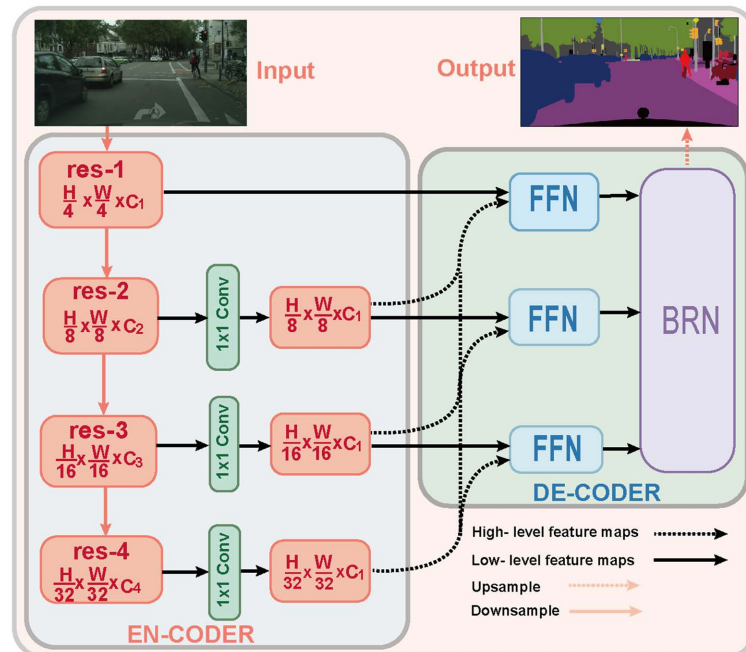 Input
Output
res-1
H/4 x W/4 x C1
FFN
res-2
H/8 x W/8 x C2
1x1 Conv
H/8 x W/8 x C1
FFN
BRN
res-3
H/16 x W/16 x C3
1x1 Conv
H/16 x W/16 x C1
FFN
DE-CODER
res-4
H/32 x W/32 x C4
1x1 Conv
H/32 x W/32 x C1
EN-CODER
High- level feature maps
Low- level feature maps
Upsample
Downsample